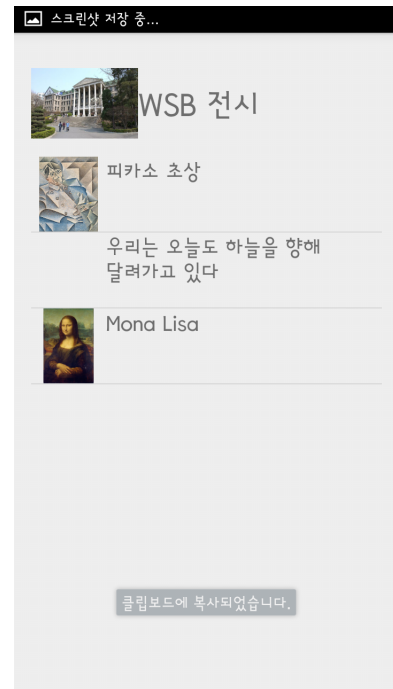 스크린샷 저장 중...
WSB 전시
피카소 초상
우리는 오늘도 하늘을 향해
달려가고 있다
Mona Lisa
클립보드에 복사되었습니다.